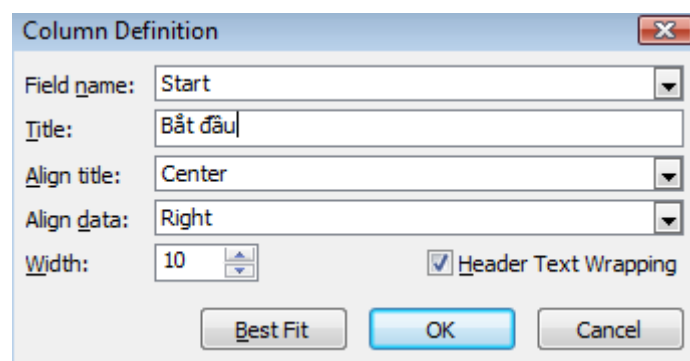 Column Definition
Field name: Start
Title: Bắt đầu
Align title: Center
Align data: Right
Width: 10 Header Text Wrapping
Best Fit OK Cancel